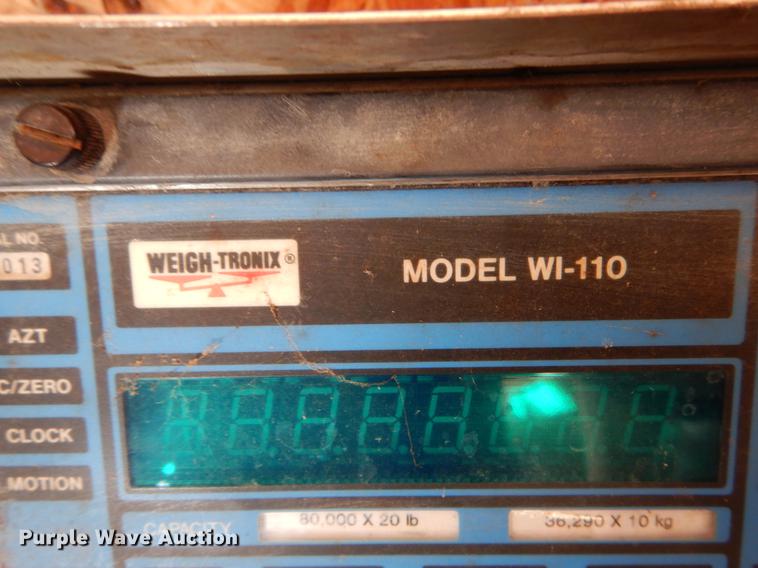 WEIGH-TRONIX®
MODEL WI-110
L NO.
013
AZT
C/ZERO
CLOCK
MOTION
CAPACITY
80,000 X 20 lb
36,290 X 10 kg
Purple Wave Auction